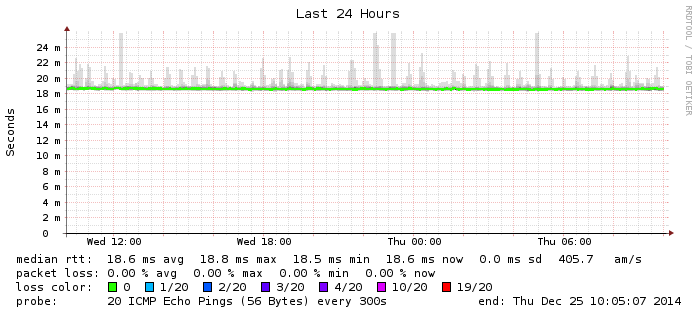 Last 24 Hours
RRDTOOL / TOBI OETIKER
Seconds
24 m
22 m
20 m
18 m
16 m
14 m
12 m
10 m
8 m
6 m
4 m
2 m
0
Wed 12:00 Wed 18:00 Thu 00:00 Thu 06:00
median rtt: 18.6 ms avg 18.8 ms max 18.5 ms min 18.6 ms now 0.0 ms sd 405.7 am/s
packet loss: 0.00 % avg 0.00 % max 0.00 % min 0.00 % now
loss color: 0 1/20 2/20 3/20 4/20 10/20 19/20
probe: 20 ICMP Echo Pings (56 Bytes) every 300s end: Thu Dec 25 10:05:07 2014